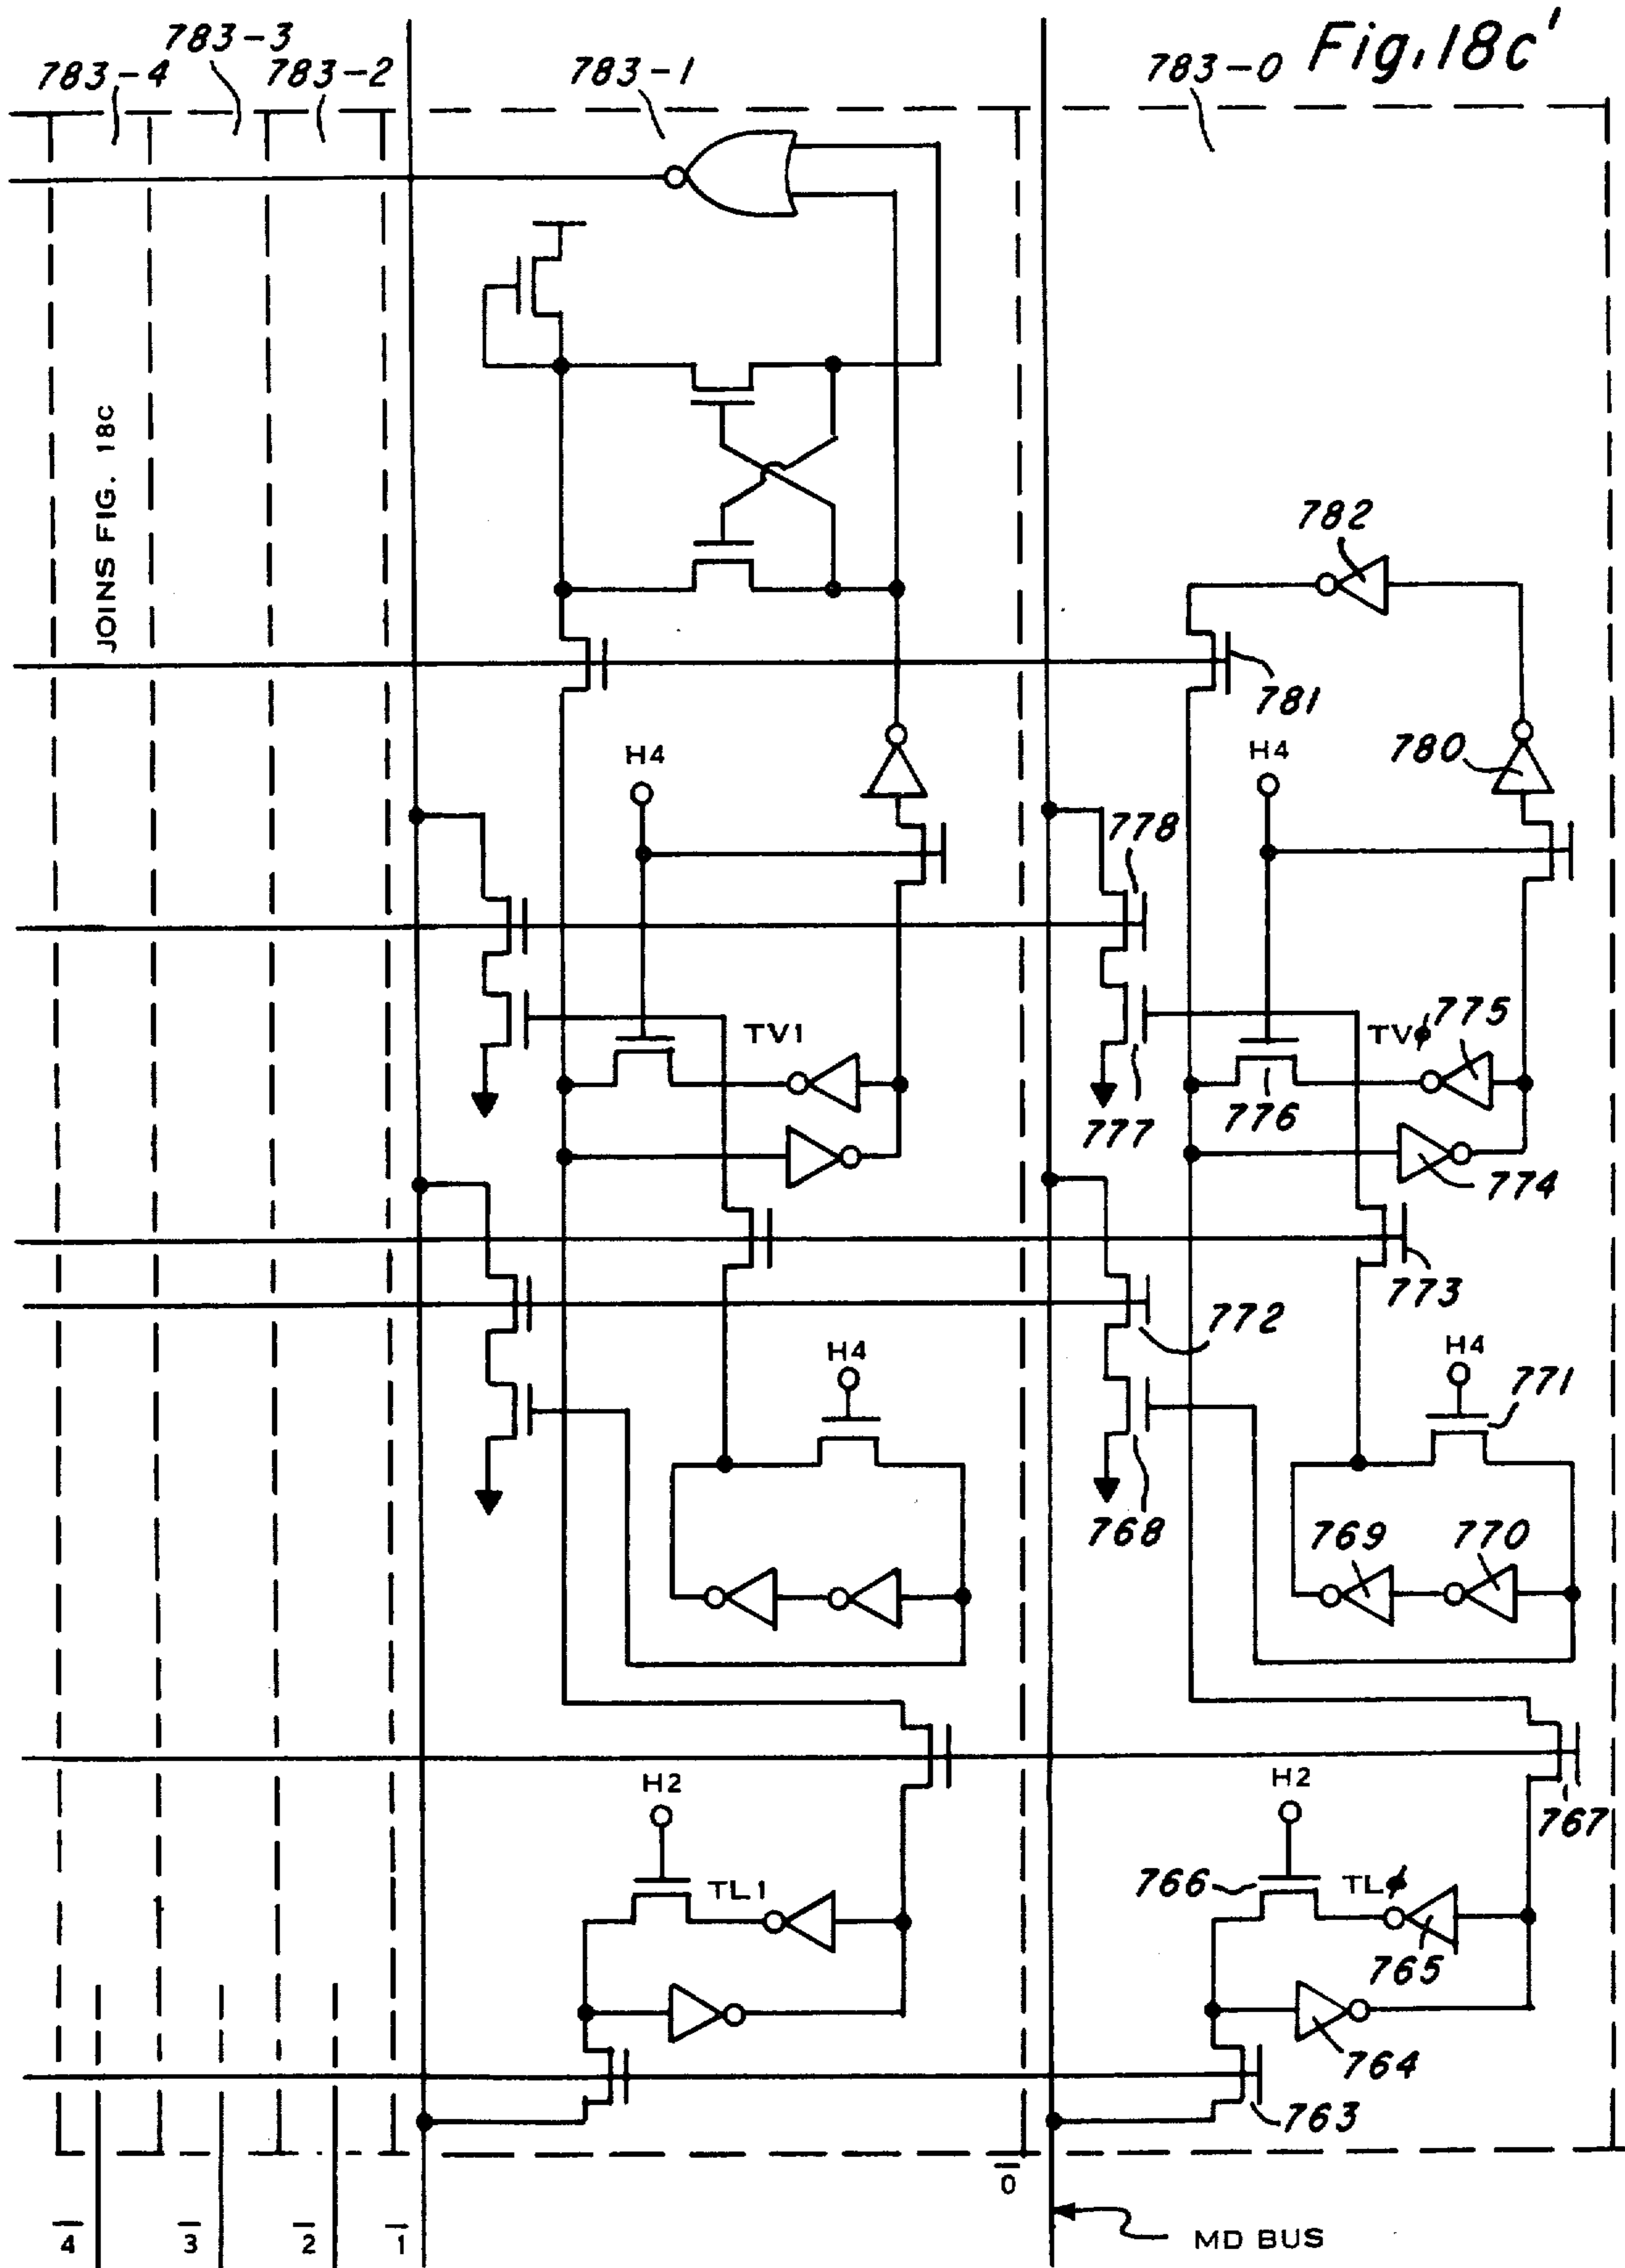 Fig. 18c'
783-4
783-3
783-2
783-1
783-0
JOINS FIG. 18C
782
781
H4
H4
780
778
TV1
TVϕ
775
777
776
774
773
772
H4
H4
771
768
769
770
H2
H2
767
TL1
766
TLϕ
765
764
763
4̅
3̅
2̅
1̅
0̅
MD BUS